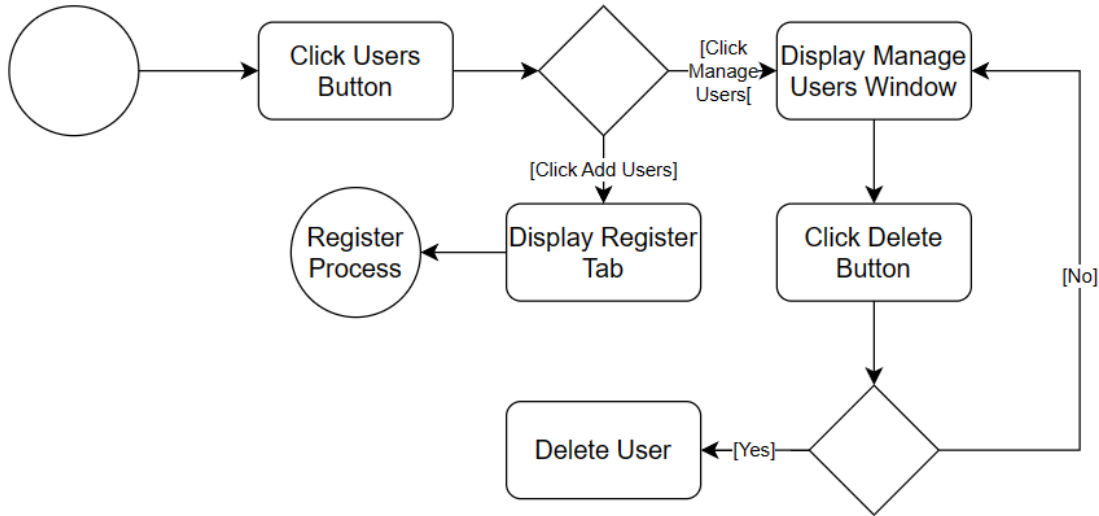 Click Users
Button
[Click
Manage
Users[
Display Manage
Users Window
[Click Add Users]
Register
Process
Display Register
Tab
Click Delete
Button
[No]
Delete User
[Yes]